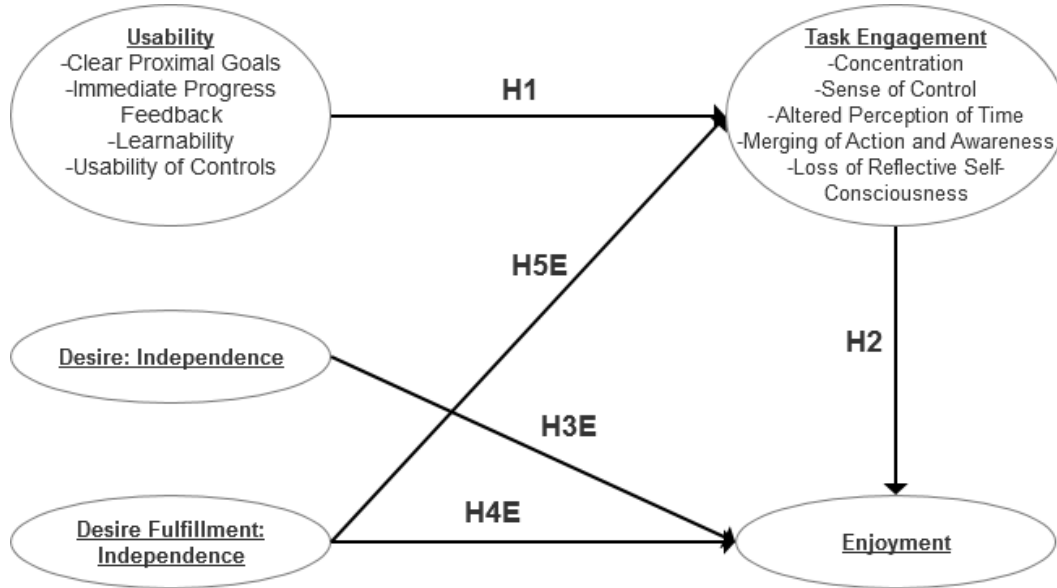 Usability
-Clear Proximal Goals
-Immediate Progress
Feedback
-Learnability
-Usability of Controls
H1
Task Engagement
-Concentration
-Sense of Control
-Altered Perception of Time
-Merging of Action and Awareness
-Loss of Reflective Self-
Consciousness
H5E
H2
Desire: Independence
H3E
H4E
Desire Fulfillment:
Independence
Enjoyment